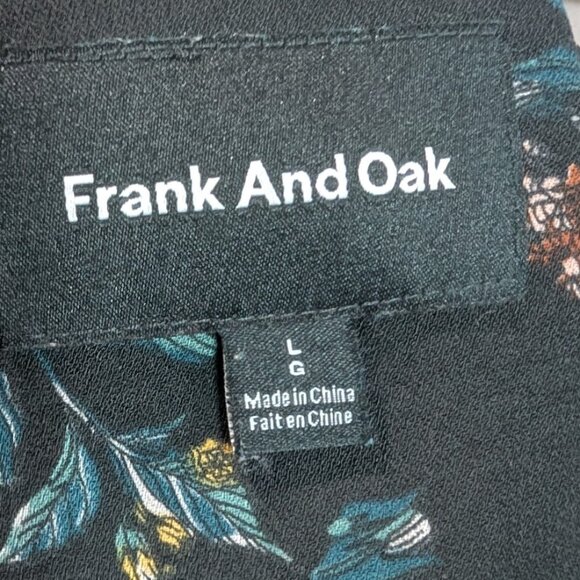 Frank And Oak
L
G
Made in China
Fait en Chine